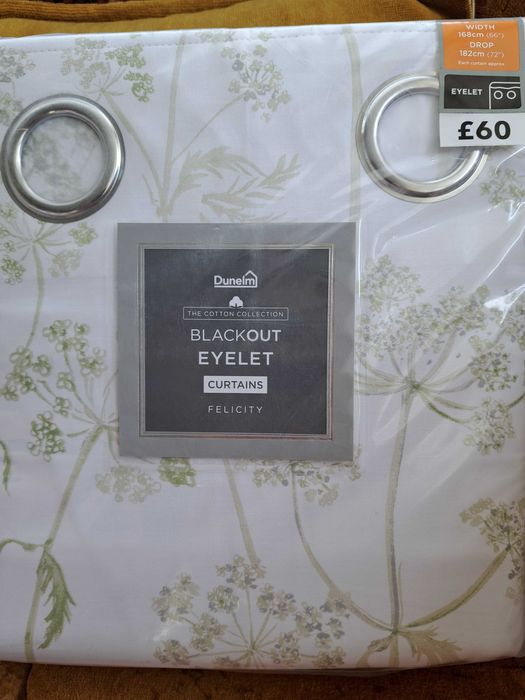 WIDTH
168cm (66")
DROP
182cm (72")
Each curtain approx.
EYELET
£60
Dunelm
THE COTTON COLLECTION
BLACKOUT
EYELET
CURTAINS
FELICITY